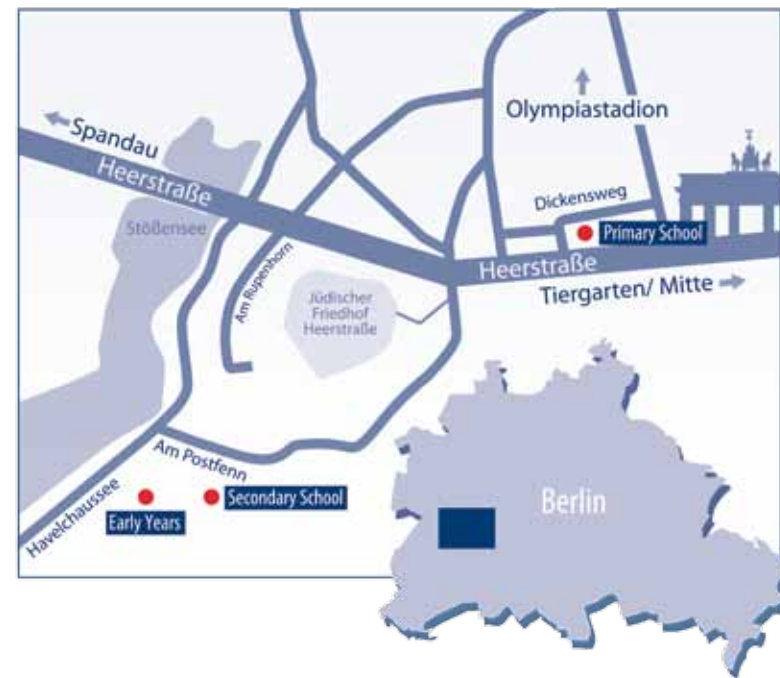 Olympiastadion
Spandau
Heerstraße
Dickensweg
Primary School
Stößensee
Am Rupenhorn
Heerstraße
Tiergarten/ Mitte
Jüdischer
Friedhof
Heerstraße
Am Postfenn
Havelchaussee
Early Years
Secondary School
Berlin